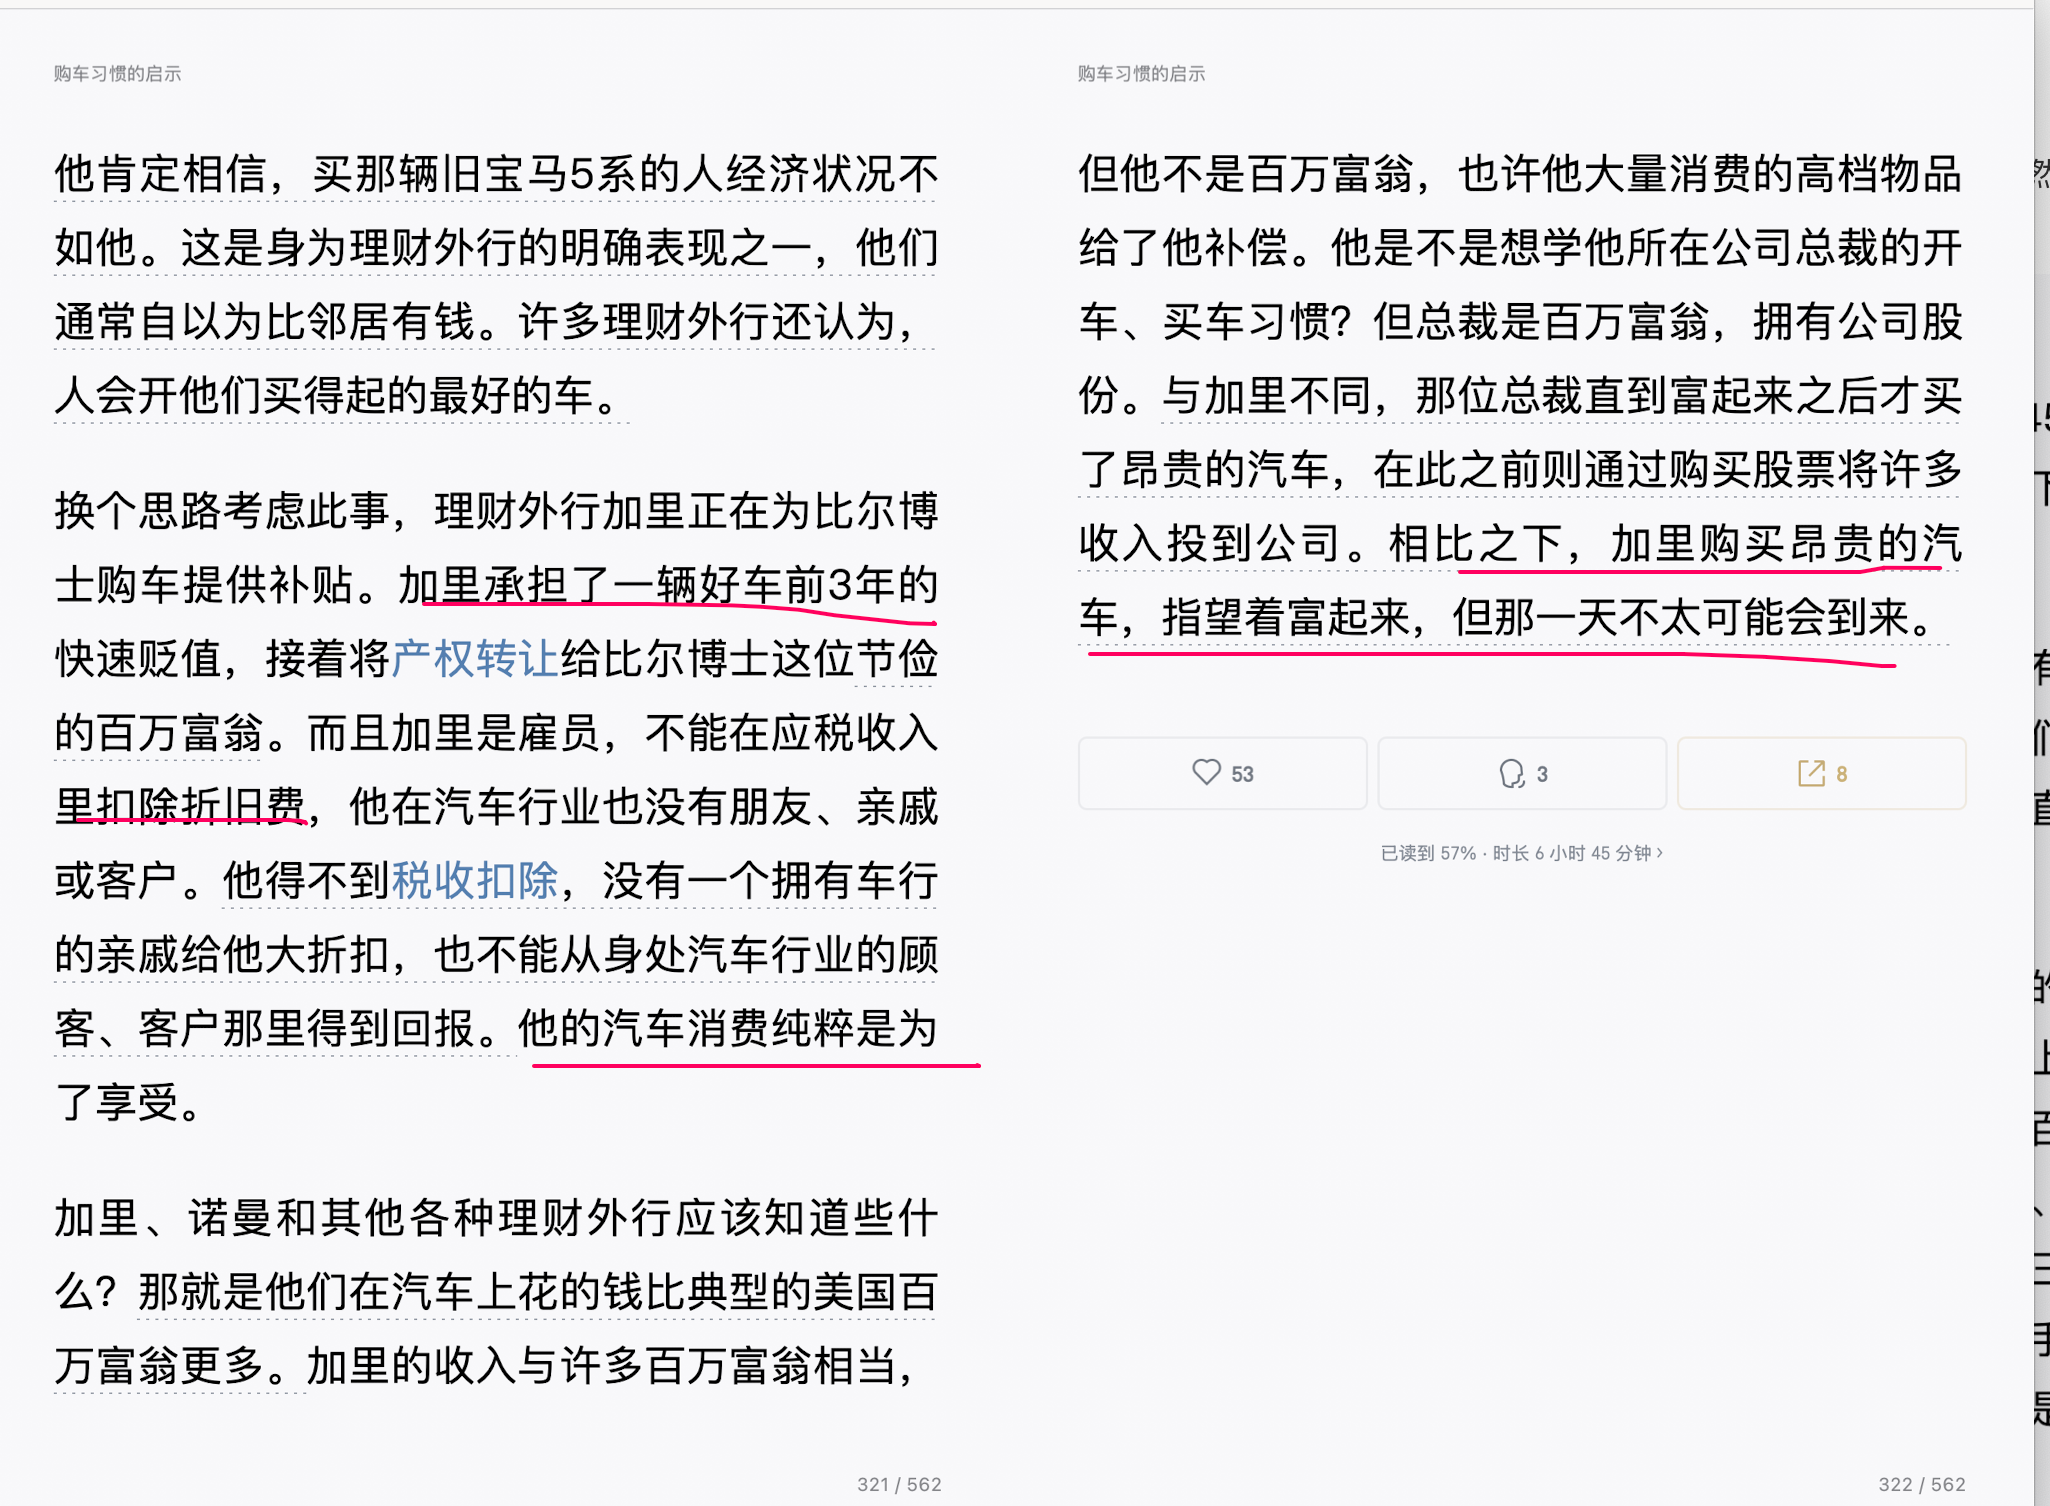 购车习惯的启示
他肯定相信，买那辆旧宝马5系的人经济状况不
如他。这是身为理财外行的明确表现之一，他们
通常自以为比邻居有钱。许多理财外行还认为，
人会开他们买得起的最好的车。
换个思路考虑此事，理财外行加里正在为比尔博
士购车提供补贴。加里承担了一辆好车前3年的
快速贬值，接着将产权转让给比尔博士这位节俭
的百万富翁。而且加里是雇员，不能在应税收入
里扣除折旧费，他在汽车行业也没有朋友、亲戚
或客户。他得不到税收扣除，没有一个拥有车行
的亲戚给他大折扣，也不能从身处汽车行业的顾
客、客户那里得到回报。他的汽车消费纯粹是为
了享受。
加里、诺曼和其他各种理财外行应该知道些什
么？那就是他们在汽车上花的钱比典型的美国百
万富翁更多。加里的收入与许多百万富翁相当，
321 / 562
购车习惯的启示
但他不是百万富翁，也许他大量消费的高档物品
给了他补偿。他是不是想学他所在公司总裁的开
车、买车习惯？但总裁是百万富翁，拥有公司股
份。与加里不同，那位总裁直到富起来之后才买
了昂贵的汽车，在此之前则通过购买股票将许多
收入投到公司。相比之下，加里购买昂贵的汽
车，指望着富起来，但那一天不太可能会到来。
53
3
8
已读到 57% · 时长 6 小时 45 分钟 ›
322 / 562